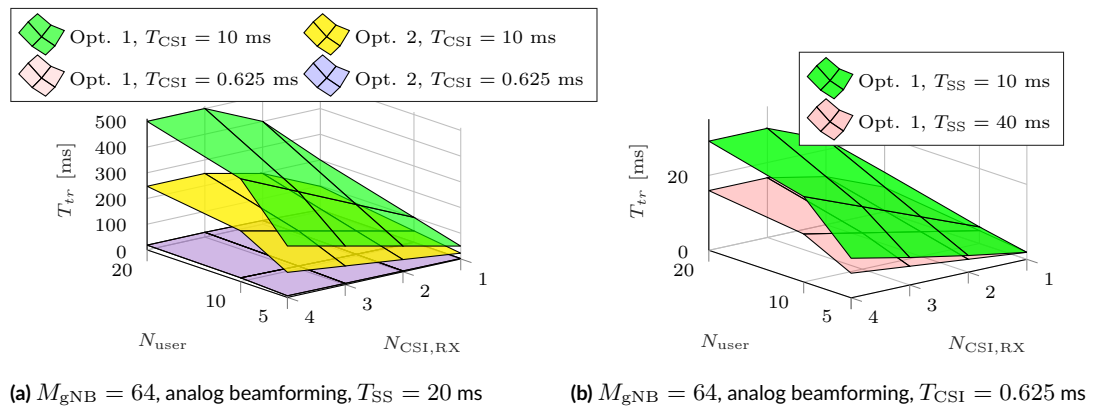 Opt. 1, T_CSI = 10 ms Opt. 2, T_CSI = 10 ms
Opt. 1, T_CSI = 0.625 ms Opt. 2, T_CSI = 0.625 ms
500
400
300
200
100
0
T_tr [ms]
20
10
5
N_user
4
3
2
1
N_CSI,RX
(a) M_gNB = 64, analog beamforming, T_SS = 20 ms
Opt. 1, T_SS = 10 ms
Opt. 1, T_SS = 40 ms
20
0
T_tr [ms]
20
10
5
N_user
4
3
2
1
N_CSI,RX
(b) M_gNB = 64, analog beamforming, T_CSI = 0.625 ms